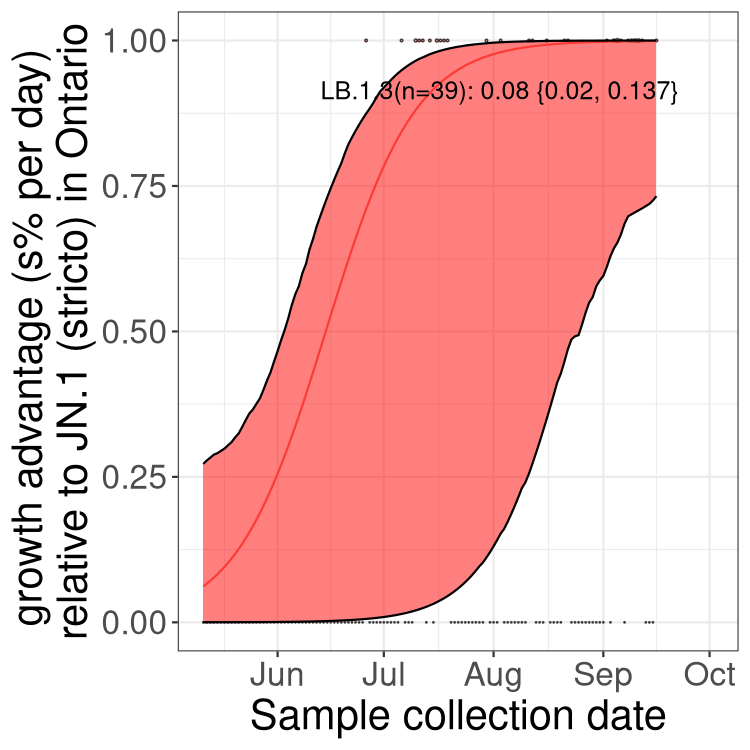 growth advantage (s% per day)
relative to JN.1 (stricto) in Ontario
1.00
0.75
0.50
0.25
0.00
LB.1.3(n=39): 0.08 {0.02, 0.137}
Jun Jul Aug Sep Oct
Sample collection date